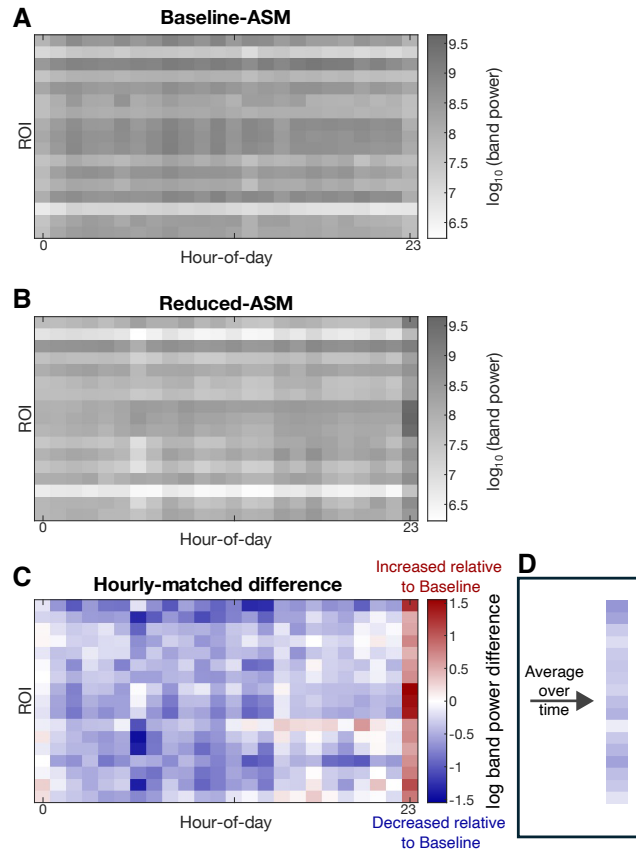 A
Baseline-ASM
ROI
0
23
Hour-of-day
9.5
9
8.5
8
7.5
7
6.5
log10 (band power)
B
Reduced-ASM
ROI
0
23
Hour-of-day
9.5
9
8.5
8
7.5
7
6.5
log10 (band power)
C
Hourly-matched difference
Increased relative
to Baseline
ROI
0
23
Hour-of-day
1.5
1
0.5
0
-0.5
-1
-1.5
log band power difference
Decreased relative
to Baseline
D
Average
over
time